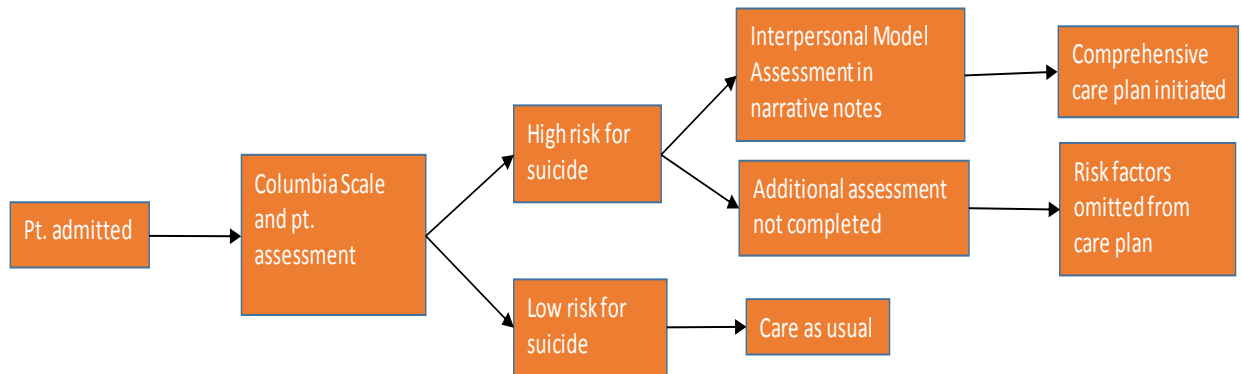 Pt. admitted
Columbia Scale
and pt.
assessment
High risk for
suicide
Interpersonal Model
Assessment in
narrative notes
Comprehensive
care plan initiated
Additional assessment
not completed
Risk factors
omitted from
care plan
Low risk for
suicide
Care as usual